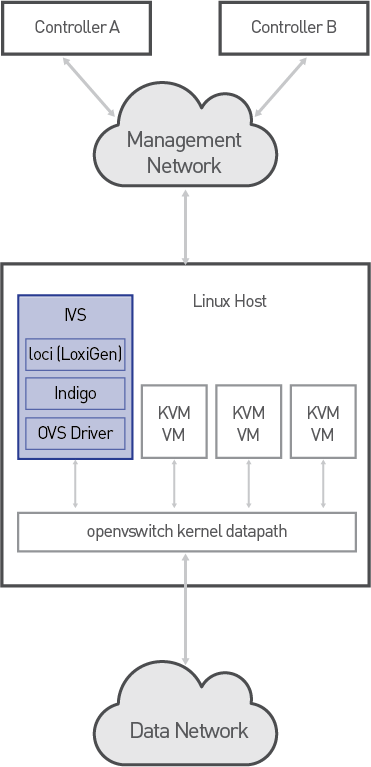 Controller A
Controller B
Management
Network
Linux Host
IVS
loci (LoxiGen)
Indigo
OVS Driver
KVM
VM
KVM
VM
KVM
VM
openvswitch kernel datapath
Data Network